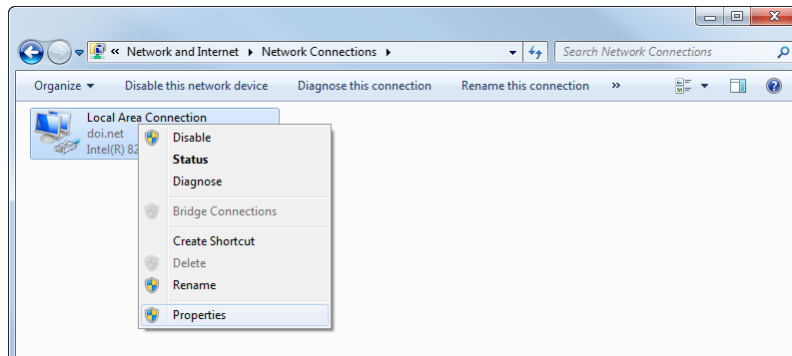 « Network and Internet ▸ Network Connections ▸
Search Network Connections
Organize ▾ Disable this network device Diagnose this connection Rename this connection »
Local Area Connection
doi.net
Intel(R) 82
Disable
Status
Diagnose
Bridge Connections
Create Shortcut
Delete
Rename
Properties